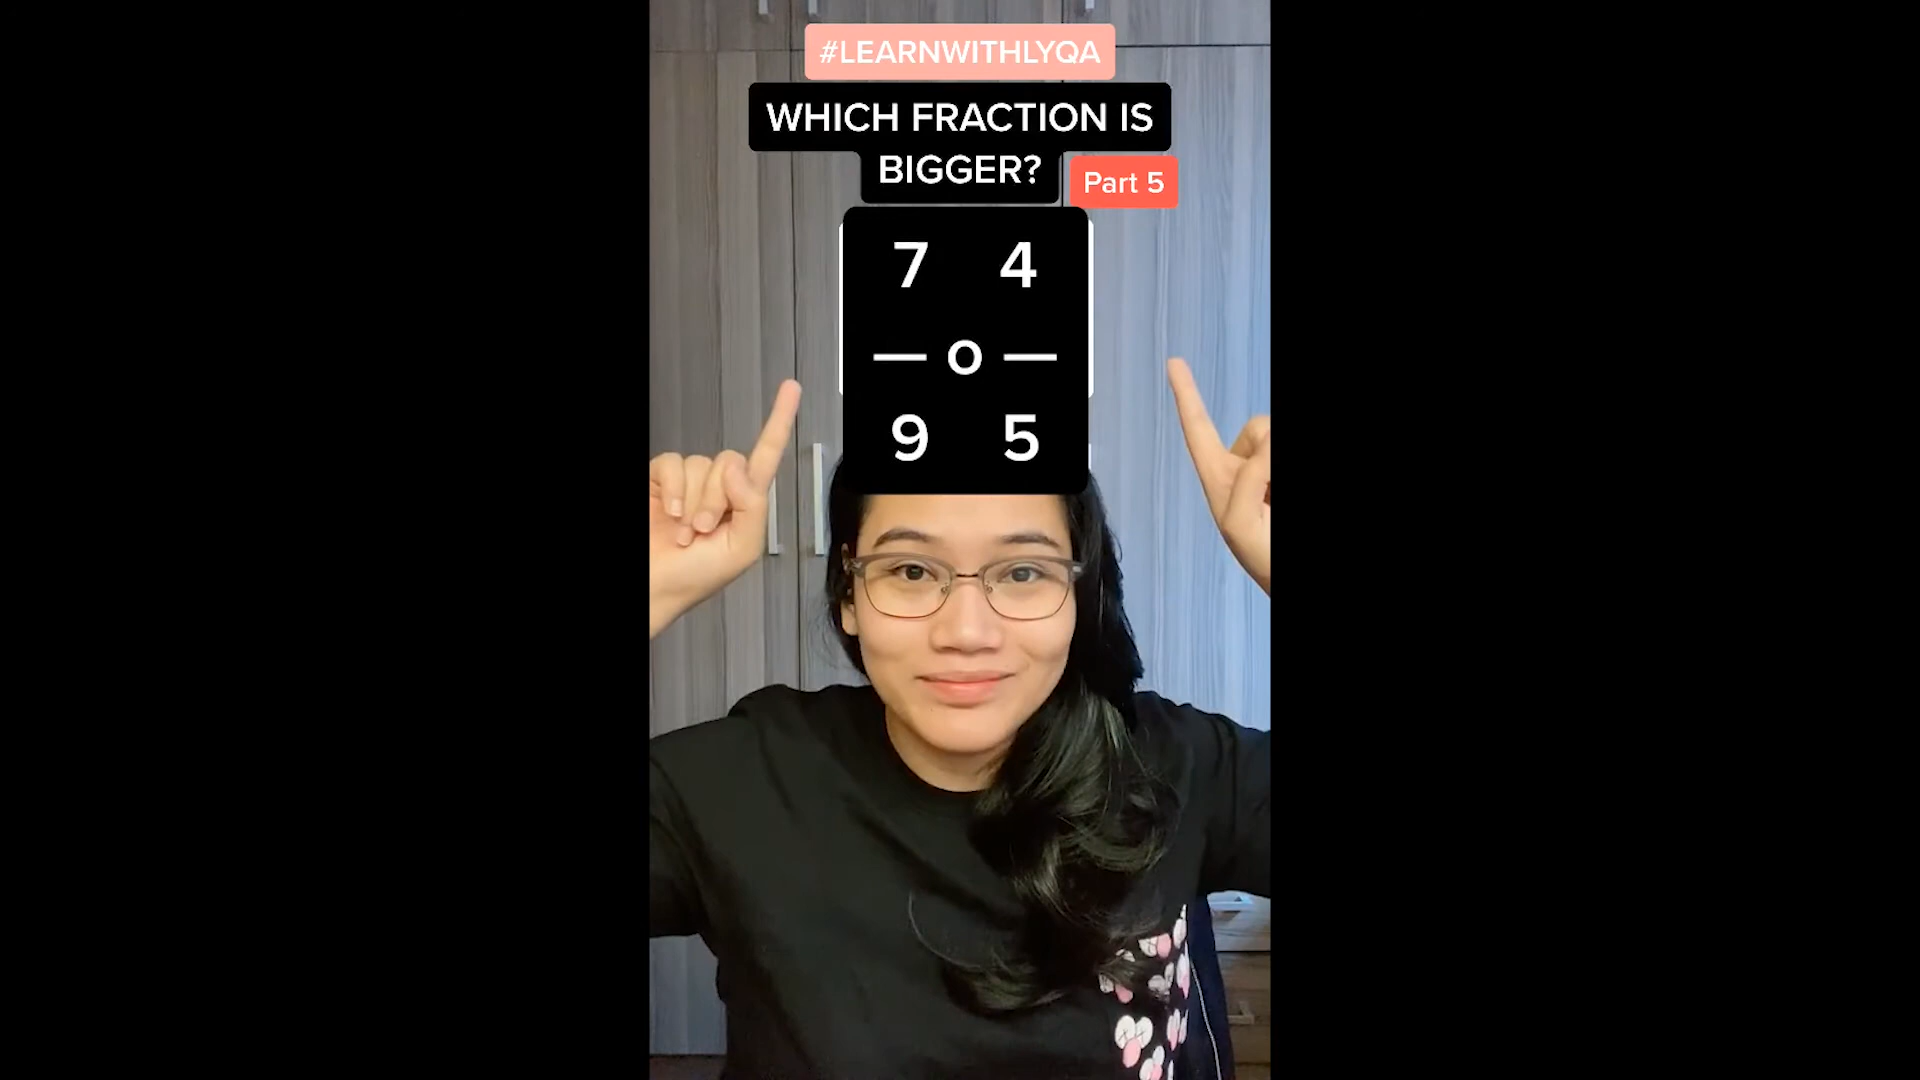 #LEARNWITHLYQA
WHICH FRACTION IS
BIGGER?
Part 5
7 4
— o —
9 5